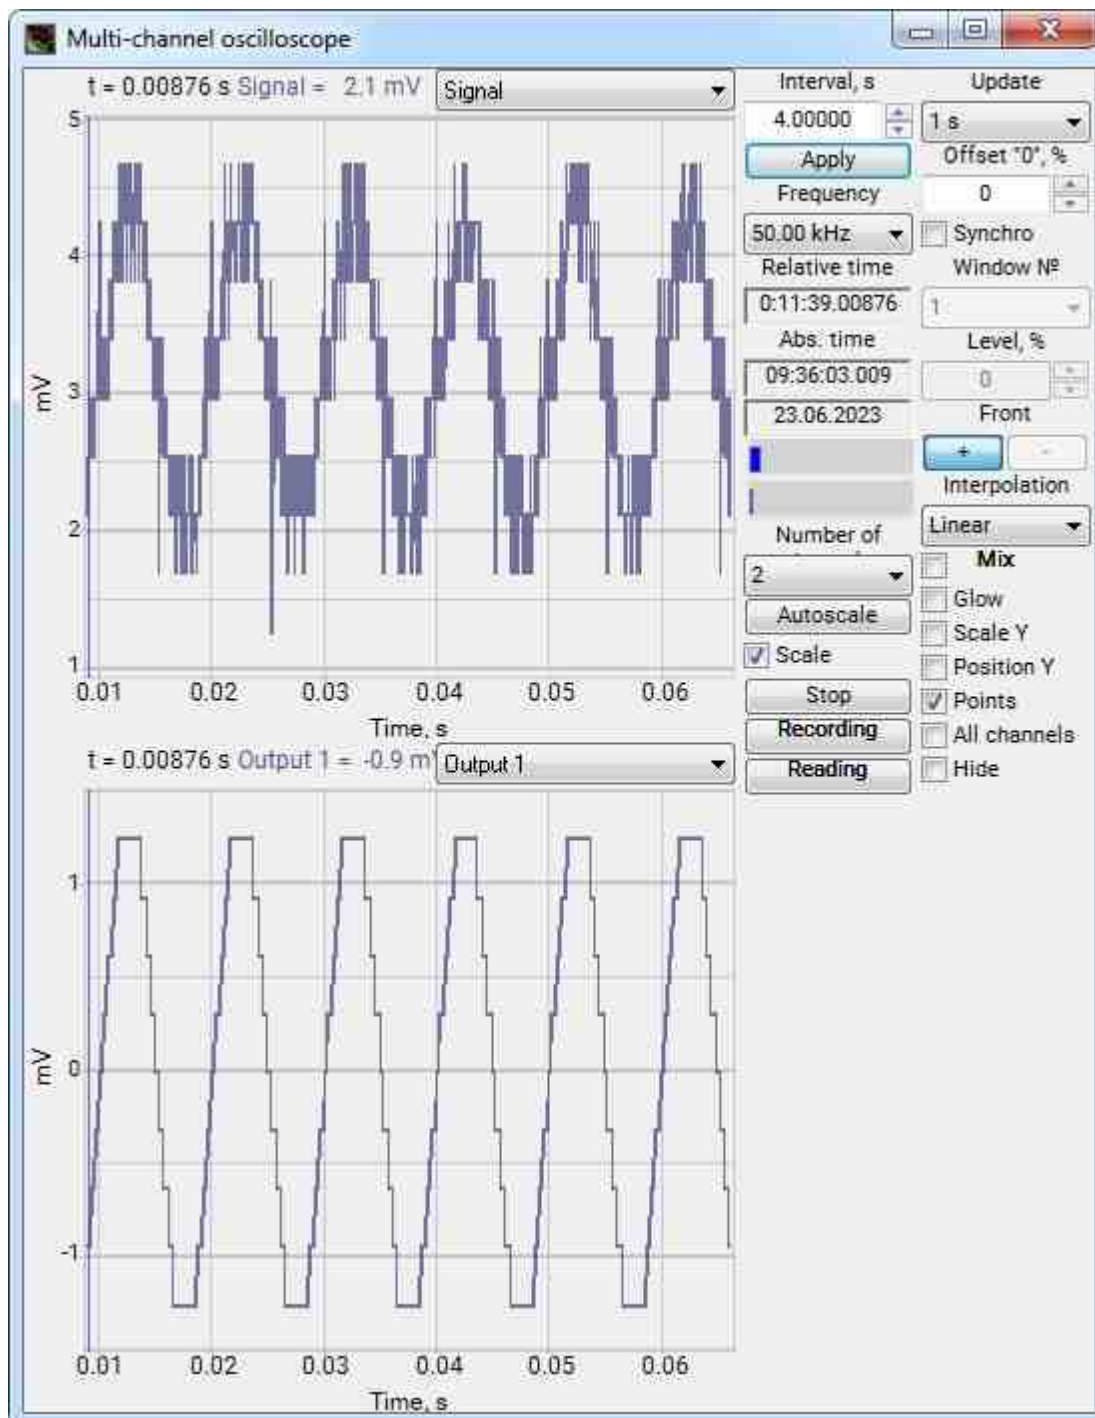 Multi-channel oscilloscope
t = 0.00876 s Signal = 2.1 mV
Signal
5
4
3
2
1
mV
0.01 0.02 0.03 0.04 0.05 0.06
Time, s
t = 0.00876 s Output 1 = -0.9 mV
Output 1
1
0
-1
mV
0.01 0.02 0.03 0.04 0.05 0.06
Time, s
Interval, s
4.00000
Apply
Frequency
50.00 kHz
Relative time
0:11:39.00876
Abs. time
09:36:03.009
23.06.2023
Number of
2
Autoscale
Scale
Stop
Recording
Reading
Update
1 s
Offset "0", %
0
Synchro
Window №
1
Level, %
0
Front
+ -
Interpolation
Linear
Mix
Glow
Scale Y
Position Y
Points
All channels
Hide